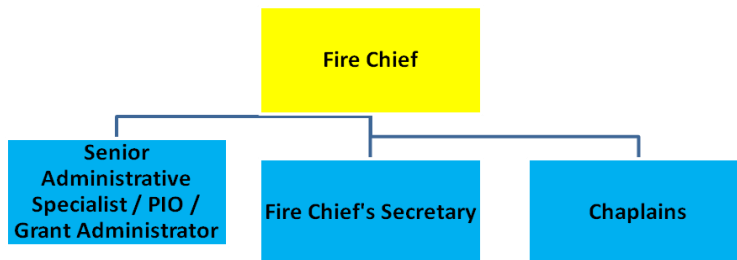 Fire Chief
Senior
Administrative
Specialist / PIO /
Grant Administrator
Fire Chief's Secretary
Chaplains